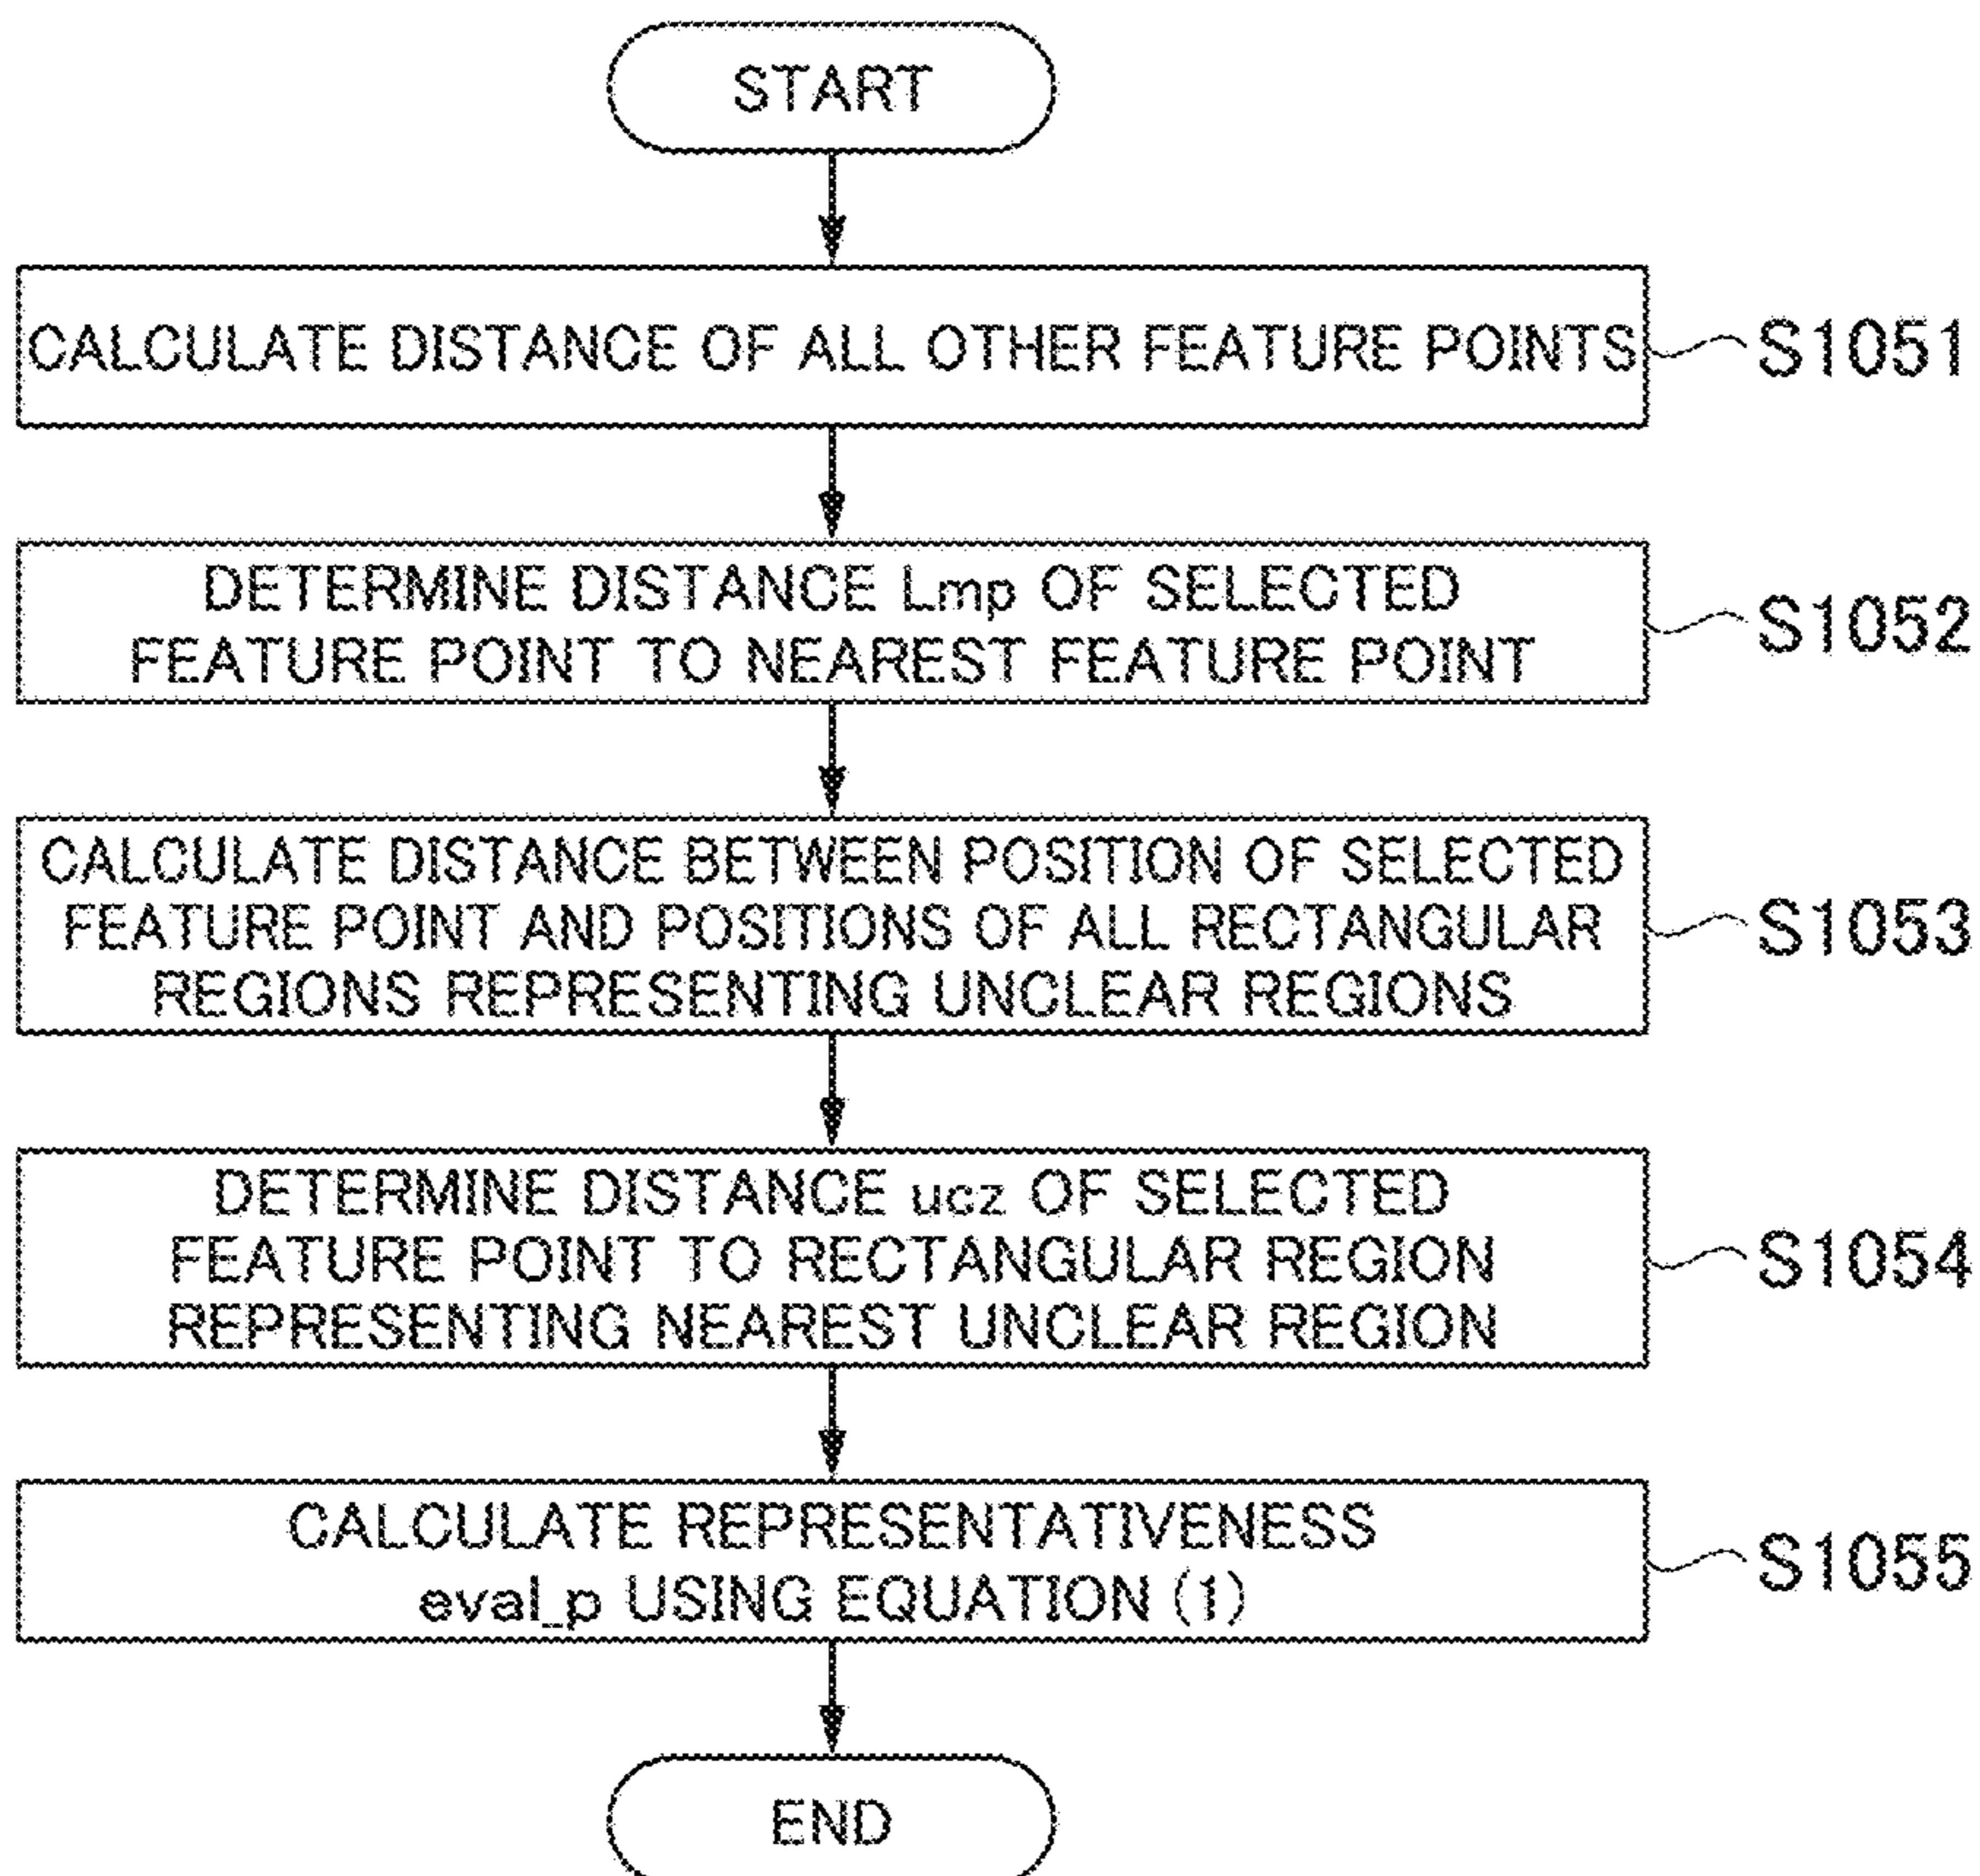 START
CALCULATE DISTANCE OF ALL OTHER FEATURE POINTS
S1051
DETERMINE DISTANCE Lmp OF SELECTED
FEATURE POINT TO NEAREST FEATURE POINT
S1052
CALCULATE DISTANCE BETWEEN POSITION OF SELECTED
FEATURE POINT AND POSITIONS OF ALL RECTANGULAR
REGIONS REPRESENTING UNCLEAR REGIONS
S1053
DETERMINE DISTANCE ucz OF SELECTED
FEATURE POINT TO RECTANGULAR REGION
REPRESENTING NEAREST UNCLEAR REGION
S1054
CALCULATE REPRESENTATIVENESS
eval_p USING EQUATION (1)
S1055
END